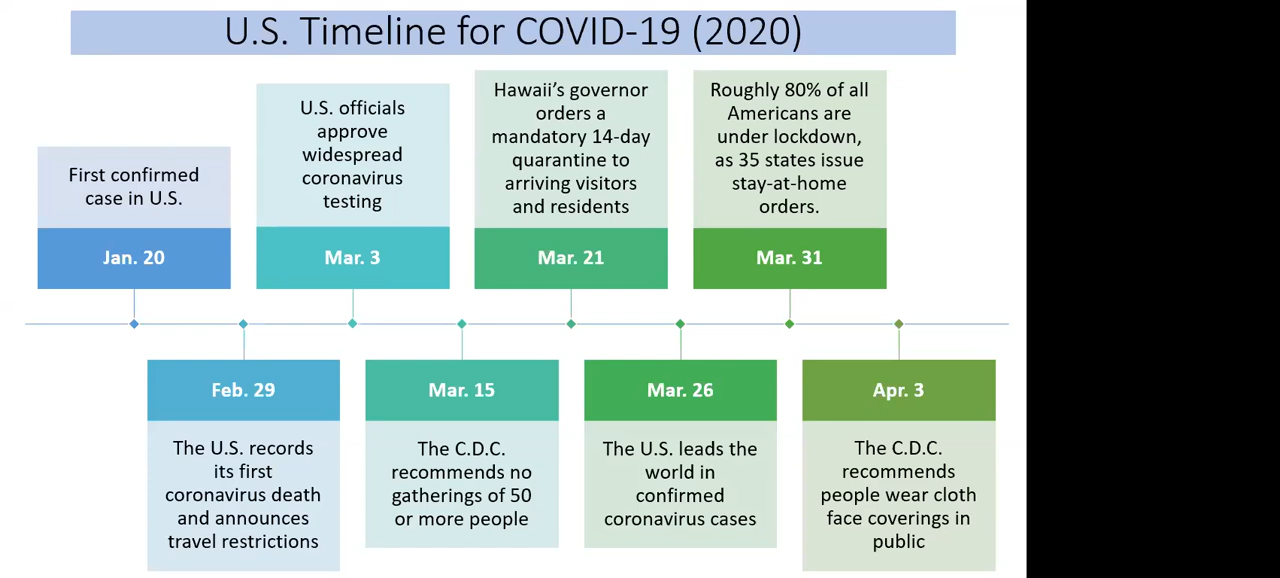 U.S. Timeline for COVID-19 (2020)
First confirmed
case in U.S.
Jan. 20
The U.S. records
its first
coronavirus death
and announces
travel restrictions
Feb. 29
U.S. officials
approve
widespread
coronavirus
testing
Mar. 3
Mar. 15
The C.D.C.
recommends no
gatherings of 50
or more people
Hawaii’s governor
orders a
mandatory 14-day
quarantine to
arriving visitors
and residents
Mar. 21
Mar. 26
The U.S. leads the
world in
confirmed
coronavirus cases
Roughly 80% of all
Americans are
under lockdown,
as 35 states issue
stay-at-home
orders.
Mar. 31
Apr. 3
The C.D.C.
recommends
people wear cloth
face coverings in
public